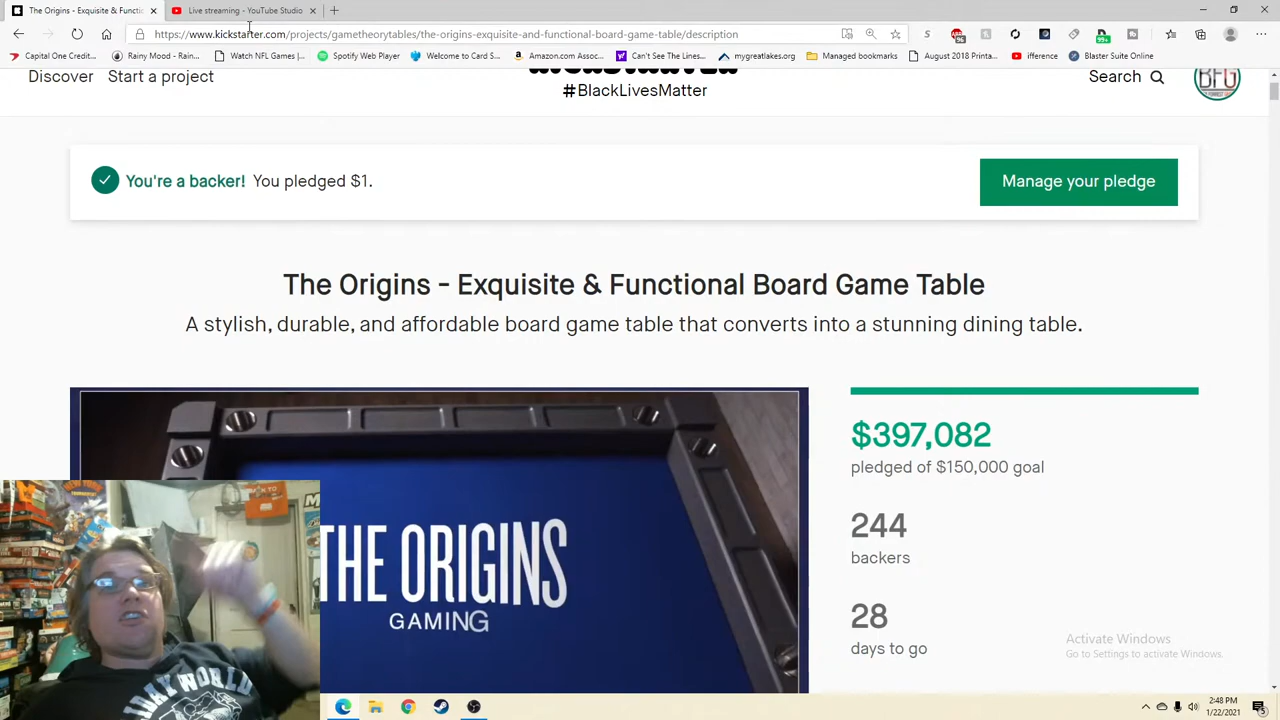 The Origins - Exquisite & Functi
Live streaming - YouTube Studio
https://www.kickstarter.com/projects/gametheorytables/the-origins-exquisite-and-functional-board-game-table/description
Capital One Credit...
Rainy Mood -
Watch NFL Games |...
Spotify Web Player
Welcome to Card S...
Amazon.com Assoc...
Can't See The Lines...
mygreatlakes.org
Managed bookmarks
August 2018 Printa...
ifference
Blaster Suite Online
Discover
Start a project
#BlackLivesMatter
Search
BFG
You're a backer! You pledged $1.
Manage your pledge
The Origins - Exquisite & Functional Board Game Table
A stylish, durable, and affordable board game table that converts into a stunning dining table.
$397,082
pledged of $150,000 goal
THE ORIGINS
GAMING
244
backers
28
days to go
Activate Windows
Go to Settings to activate Windows.
2:48 PM
1/22/2021